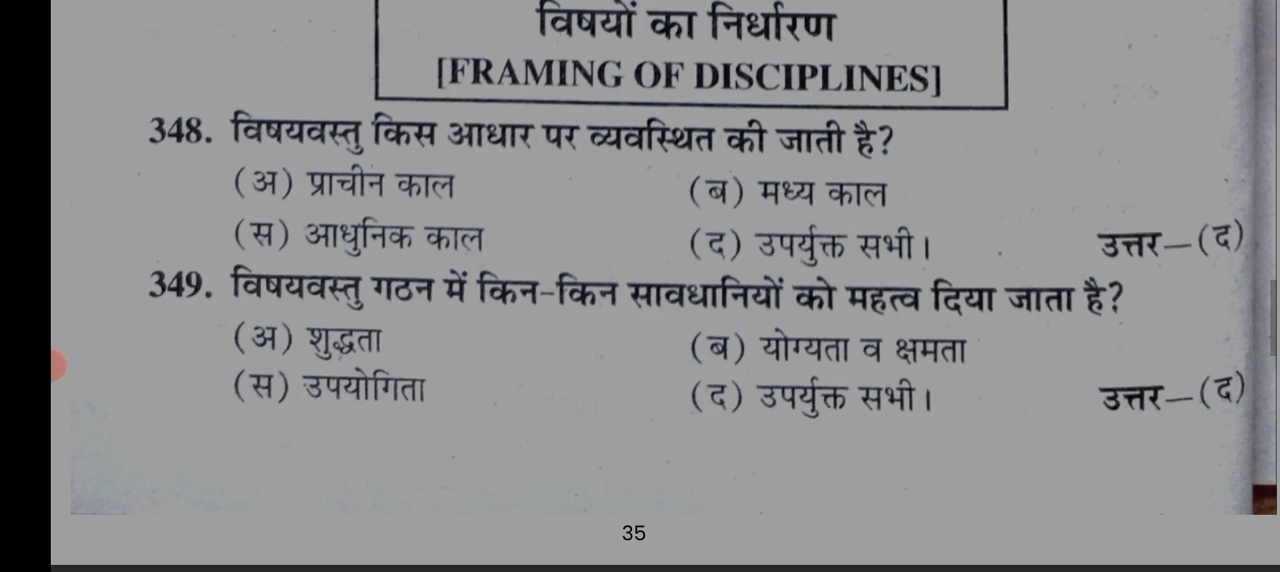 विषयों का निर्धारण
[FRAMING OF DISCIPLINES]
348. विषयवस्तु किस आधार पर व्यवस्थित की जाती है?
(अ) प्राचीन काल (ब) मध्य काल
(स) आधुनिक काल (द) उपर्युक्त सभी। उत्तर—(द)
349. विषयवस्तु गठन में किन-किन सावधानियों को महत्व दिया जाता है?
(अ) शुद्धता (ब) योग्यता व क्षमता
(स) उपयोगिता (द) उपर्युक्त सभी। उत्तर—(द)
35